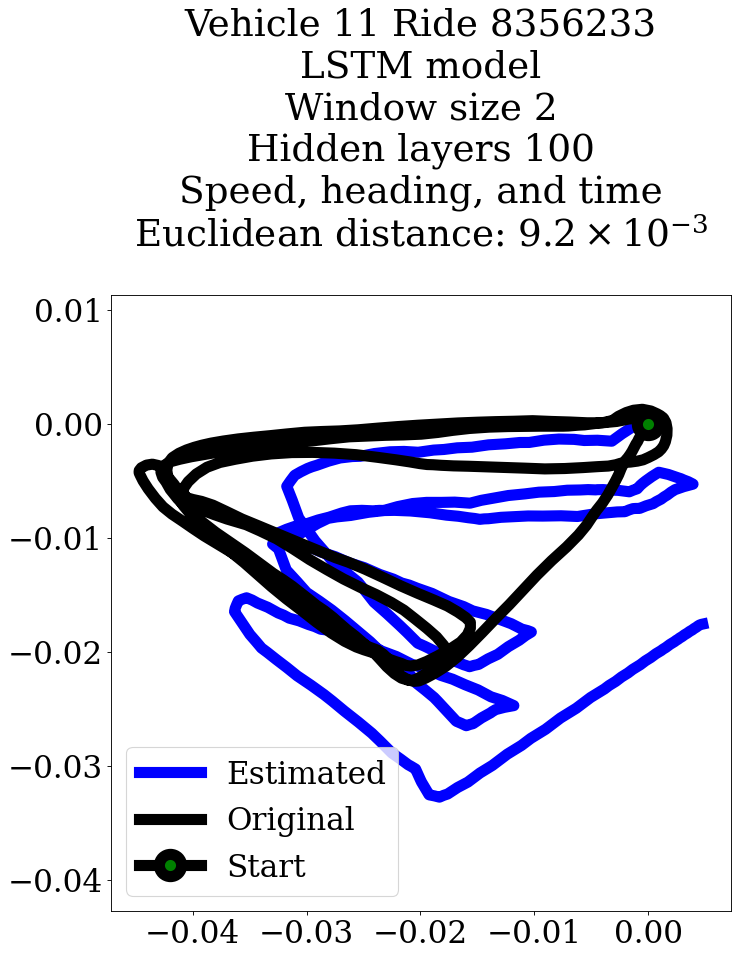 Vehicle 11 Ride 8356233
LSTM model
Window size 2
Hidden layers 100
Speed, heading, and time
Euclidean distance: 9.2 × 10⁻³
0.01
0.00
−0.01
−0.02
−0.03
−0.04
Estimated
Original
Start
−0.04 −0.03 −0.02 −0.01 0.00